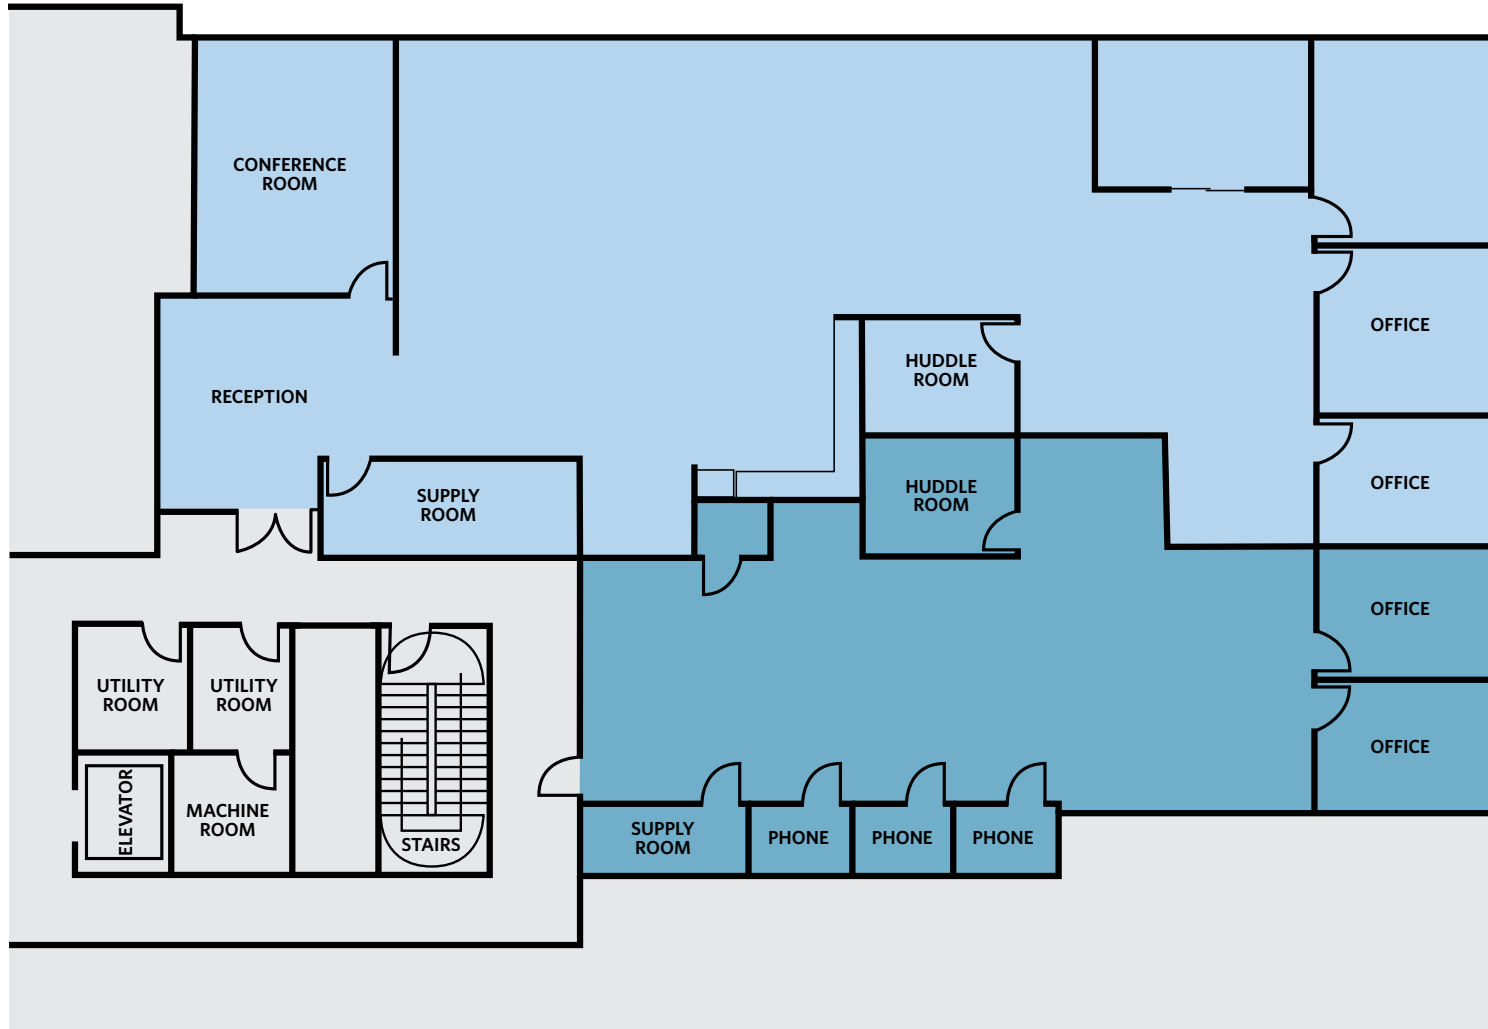 CONFERENCE
ROOM
OFFICE
HUDDLE
ROOM
RECEPTION
OFFICE
HUDDLE
ROOM
SUPPLY
ROOM
OFFICE
UTILITY
ROOM
UTILITY
ROOM
OFFICE
ELEVATOR
MACHINE
ROOM
STAIRS
SUPPLY
ROOM
PHONE
PHONE
PHONE